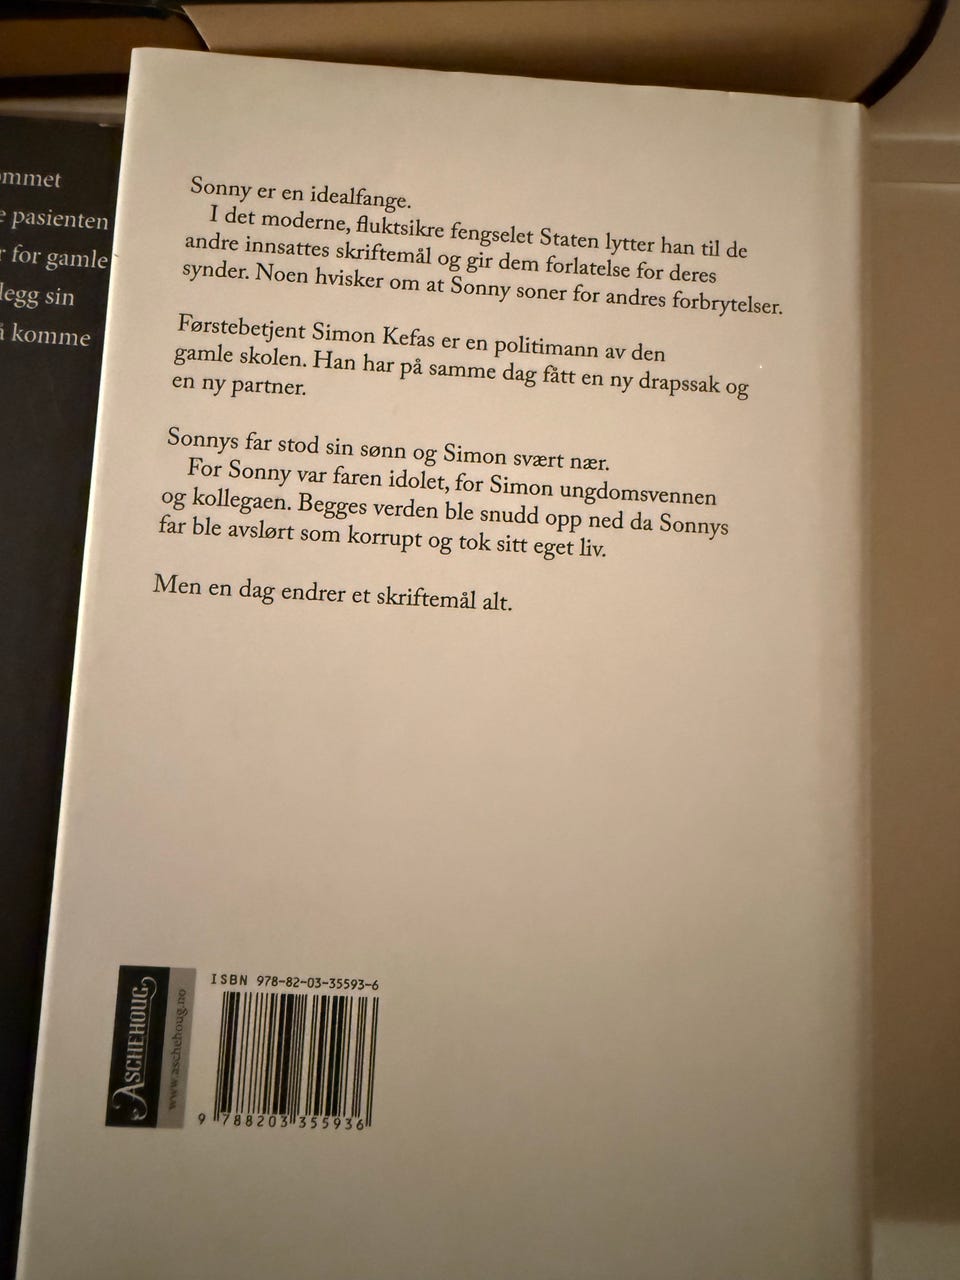 ommet
e pasienten
r for gamle
legg sin
å komme
Sonny er en idealfange.
I det moderne, fluktsikre fengselet Staten lytter han til de
andre innsattes skriftemål og gir dem forlatelse for deres
synder. Noen hvisker om at Sonny soner for andres forbrytelser.
Førstebetjent Simon Kefas er en politimann av den
gamle skolen. Han har på samme dag fått en ny drapssak og
en ny partner.
Sonnys far stod sin sønn og Simon svært nær.
For Sonny var faren idolet, for Simon ungdomsvennen
og kollegaen. Begges verden ble snudd opp ned da Sonnys
far ble avslørt som korrupt og tok sitt eget liv.
Men en dag endrer et skriftemål alt.
ASCHEHOUG
www.aschehoug.no
ISBN 978-82-03-35593-6
9 788203 355936